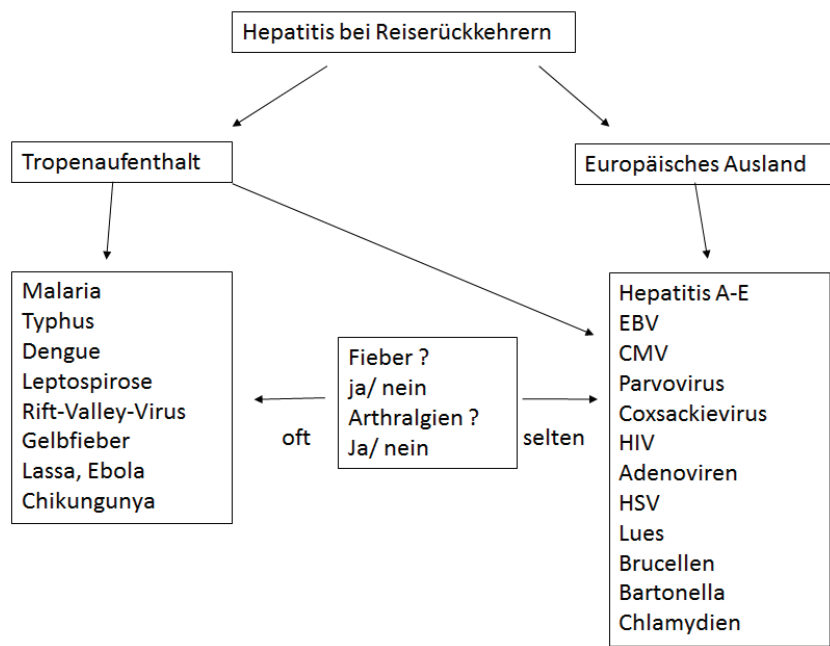 Hepatitis bei Reiserückkehrern
Tropenaufenthalt
Europäisches Ausland
Malaria
Typhus
Dengue
Leptospirose
Rift-Valley-Virus
Gelbfieber
Lassa, Ebola
Chikungunya
oft
Fieber ?
ja/ nein
Arthralgien ?
Ja/ nein
selten
Hepatitis A-E
EBV
CMV
Parvovirus
Coxsackievirus
HIV
Adenoviren
HSV
Lues
Brucellen
Bartonella
Chlamydien